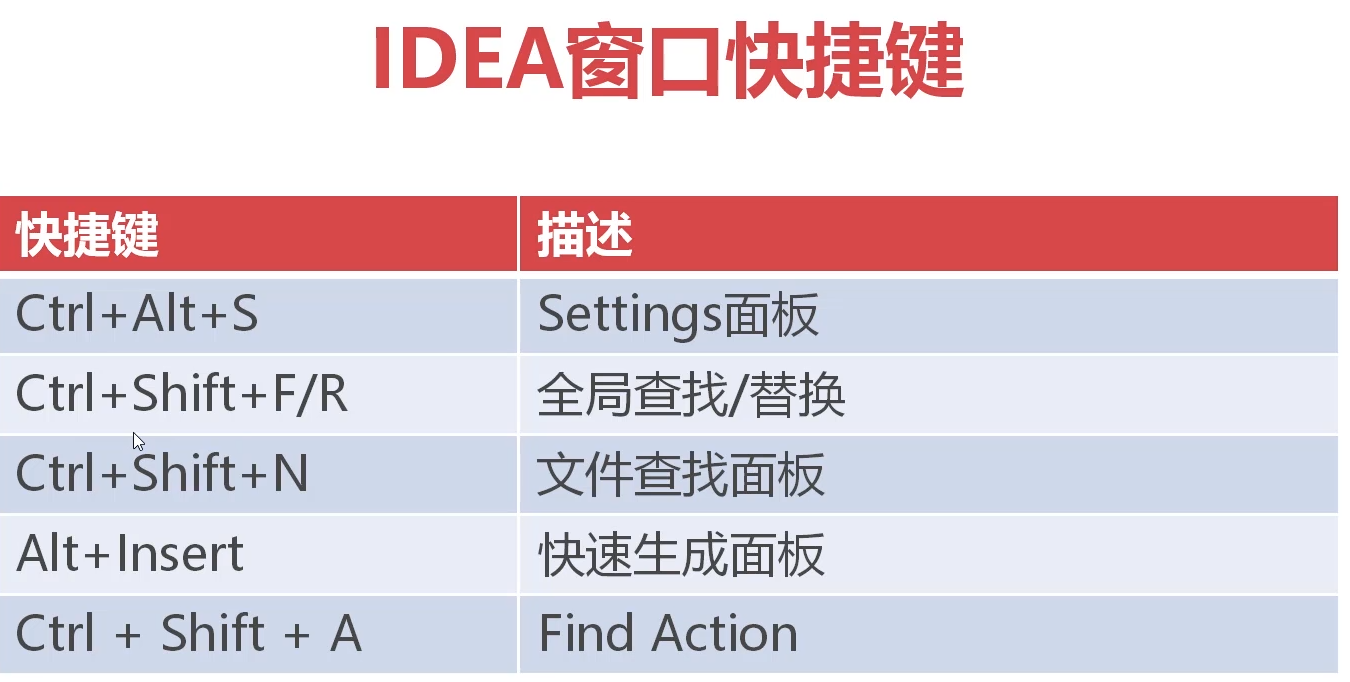 IDEA窗口快捷键
快捷键 描述
Ctrl+Alt+S Settings面板
Ctrl+Shift+F/R 全局查找/替换
Ctrl+Shift+N 文件查找面板
Alt+Insert 快速生成面板
Ctrl + Shift + A Find Action